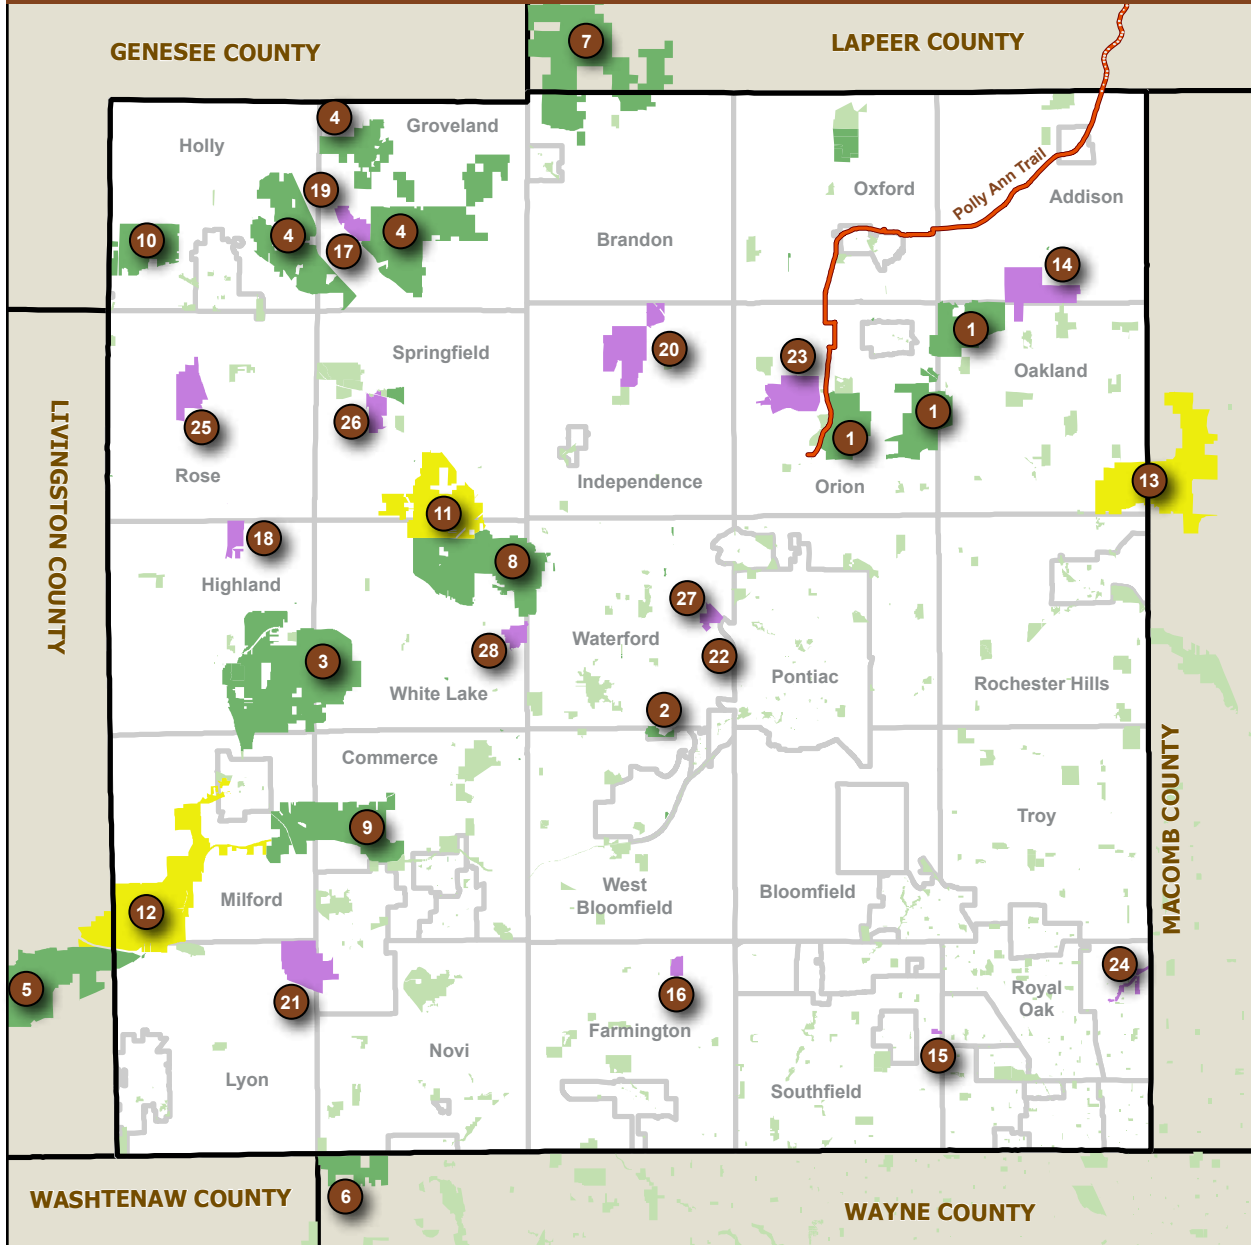 GENESEE COUNTY
7
LAPEER COUNTY
4
Groveland
Holly
19
Oxford
Polly Ann Trail
Addison
10
4
17
4
Brandon
14
1
20
23
Springfield
Oakland
LIVINGSTON COUNTY
25
26
1
1
Rose
Independence
Orion
13
11
18
8
Highland
27
Waterford
28
22
3
Pontiac
Rochester Hills
White Lake
2
Commerce
MACOMB COUNTY
9
Troy
Milford
West
Bloomfield
Bloomfield
12
5
21
16
24
Royal
Oak
Farmington
Novi
15
Lyon
Southfield
WASHTENAW COUNTY
6
WAYNE COUNTY